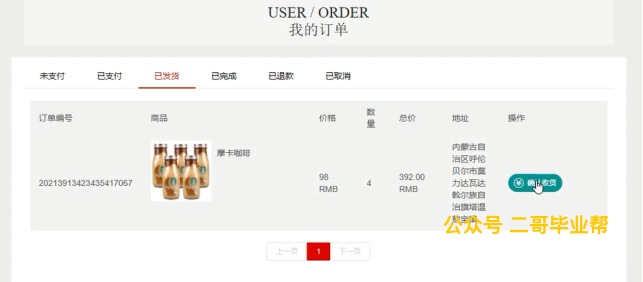 USER / ORDER
我的订单
未支付 已支付 已发货 已完成 已退款 已取消
订单编号 商品 价格 数量 总价 地址 操作
20213913423435417067
摩卡咖啡
98 RMB
4
392.00 RMB
内蒙古自
治区呼伦
贝尔市莫
力达瓦达
斡尔族自
治旗塔温
确认收货
公众号 二哥毕业帮
上一页 1 下一页